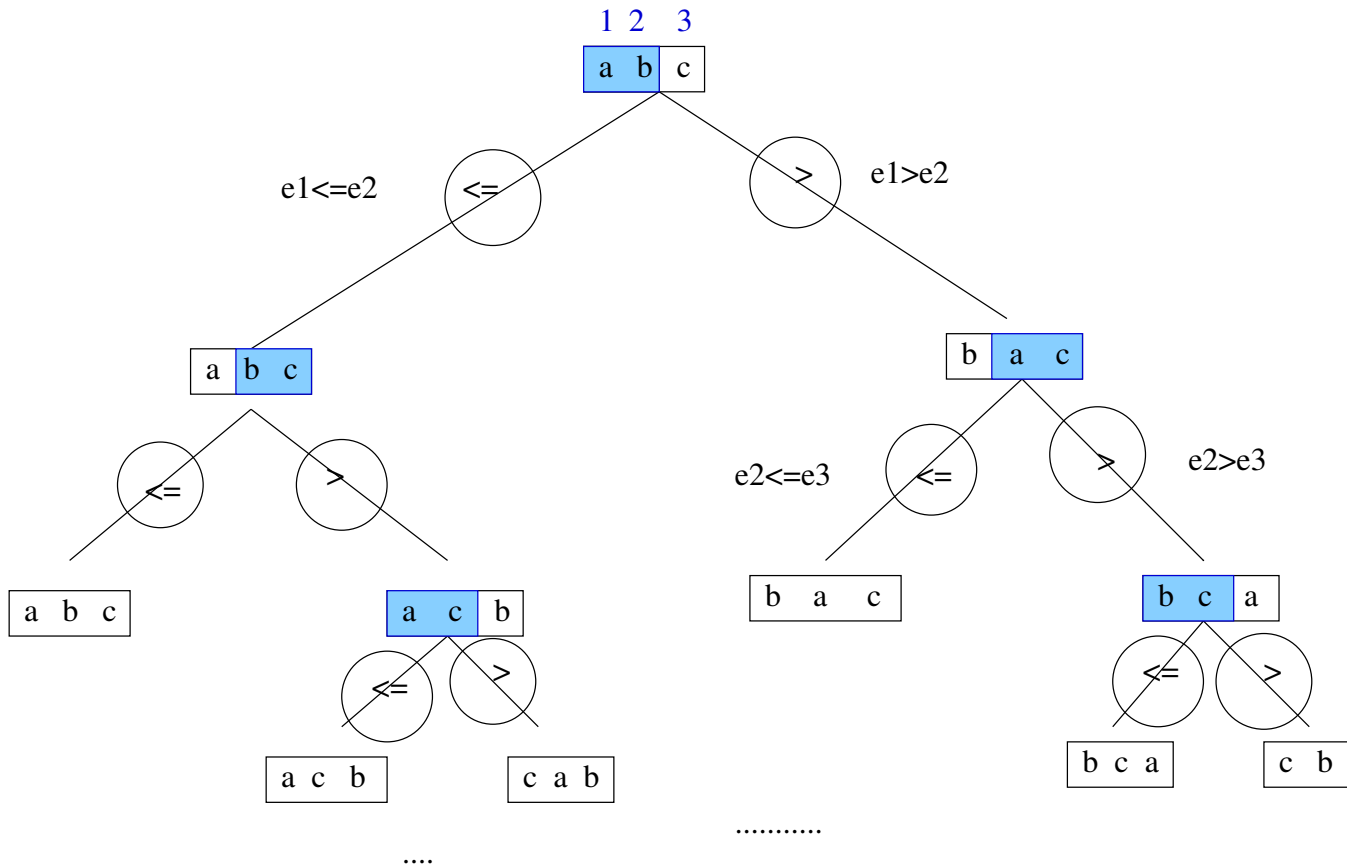 1 2 3
a b c
e1<=e2 <= > e1>e2
a b c
b a c
<= >
e2<=e3 <= > e2>e3
a b c
a c b
b a c
b c a
<= >
<= >
a c b
c a b
b c a
c b
...........
....